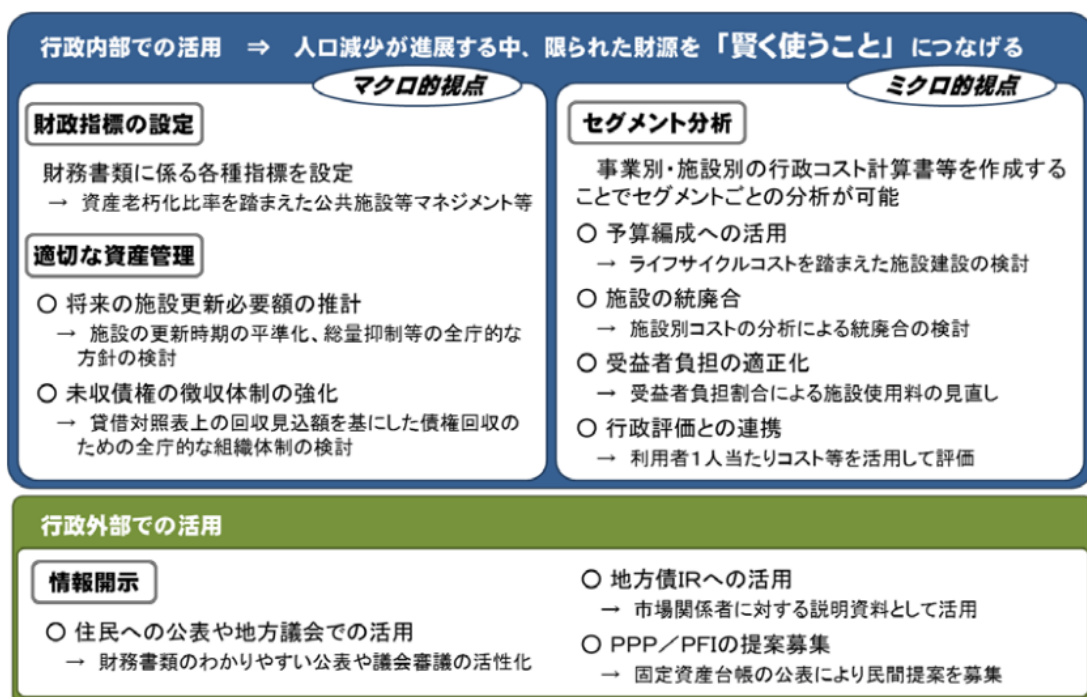 行政内部での活用 ⇒ 人口減少が進展する中、限られた財源を「賢く使うこと」につなげる
マクロ的視点
財政指標の設定
財務書類に係る各種指標を設定
→ 資産老朽化比率を踏まえた公共施設等マネジメント等
適切な資産管理
○ 将来の施設更新必要額の推計
→ 施設の更新時期の平準化、総量抑制等の全庁的な
方針の検討
○ 未収債権の徴収体制の強化
→ 貸借対照表上の回収見込額を基にした債権回収の
ための全庁的な組織体制の検討
ミクロ的視点
セグメント分析
事業別・施設別の行政コスト計算書等を作成する
ことでセグメントごとの分析が可能
○ 予算編成への活用
→ ライフサイクルコストを踏まえた施設建設の検討
○ 施設の統廃合
→ 施設別コストの分析による統廃合の検討
○ 受益者負担の適正化
→ 受益者負担割合による施設使用料の見直し
○ 行政評価との連携
→ 利用者1人当たりコスト等を活用して評価
行政外部での活用
情報開示
○ 住民への公表や地方議会での活用
→ 財務書類のわかりやすい公表や議会審議の活性化
○ 地方債IRへの活用
→ 市場関係者に対する説明資料として活用
○ PPP／PFIの提案募集
→ 固定資産台帳の公表により民間提案を募集